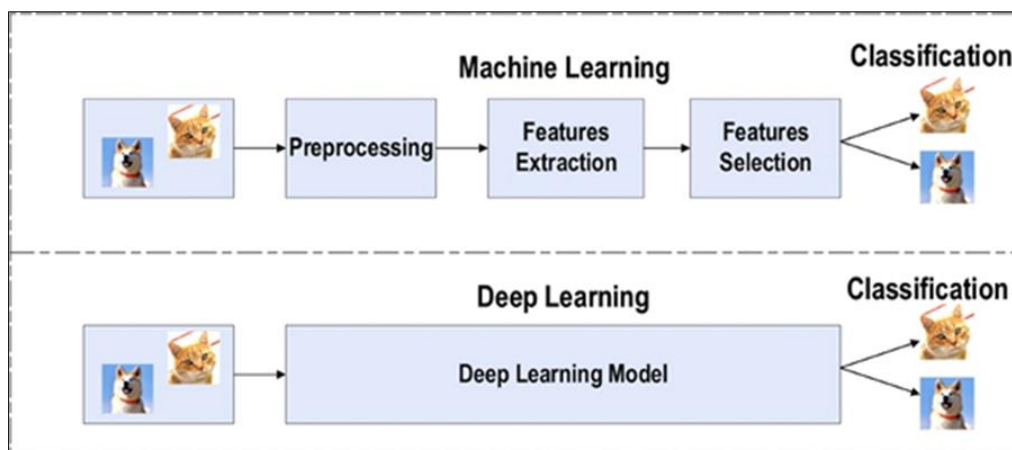 Machine Learning
Classification
Preprocessing
Features
Extraction
Features
Selection
Deep Learning
Classification
Deep Learning Model